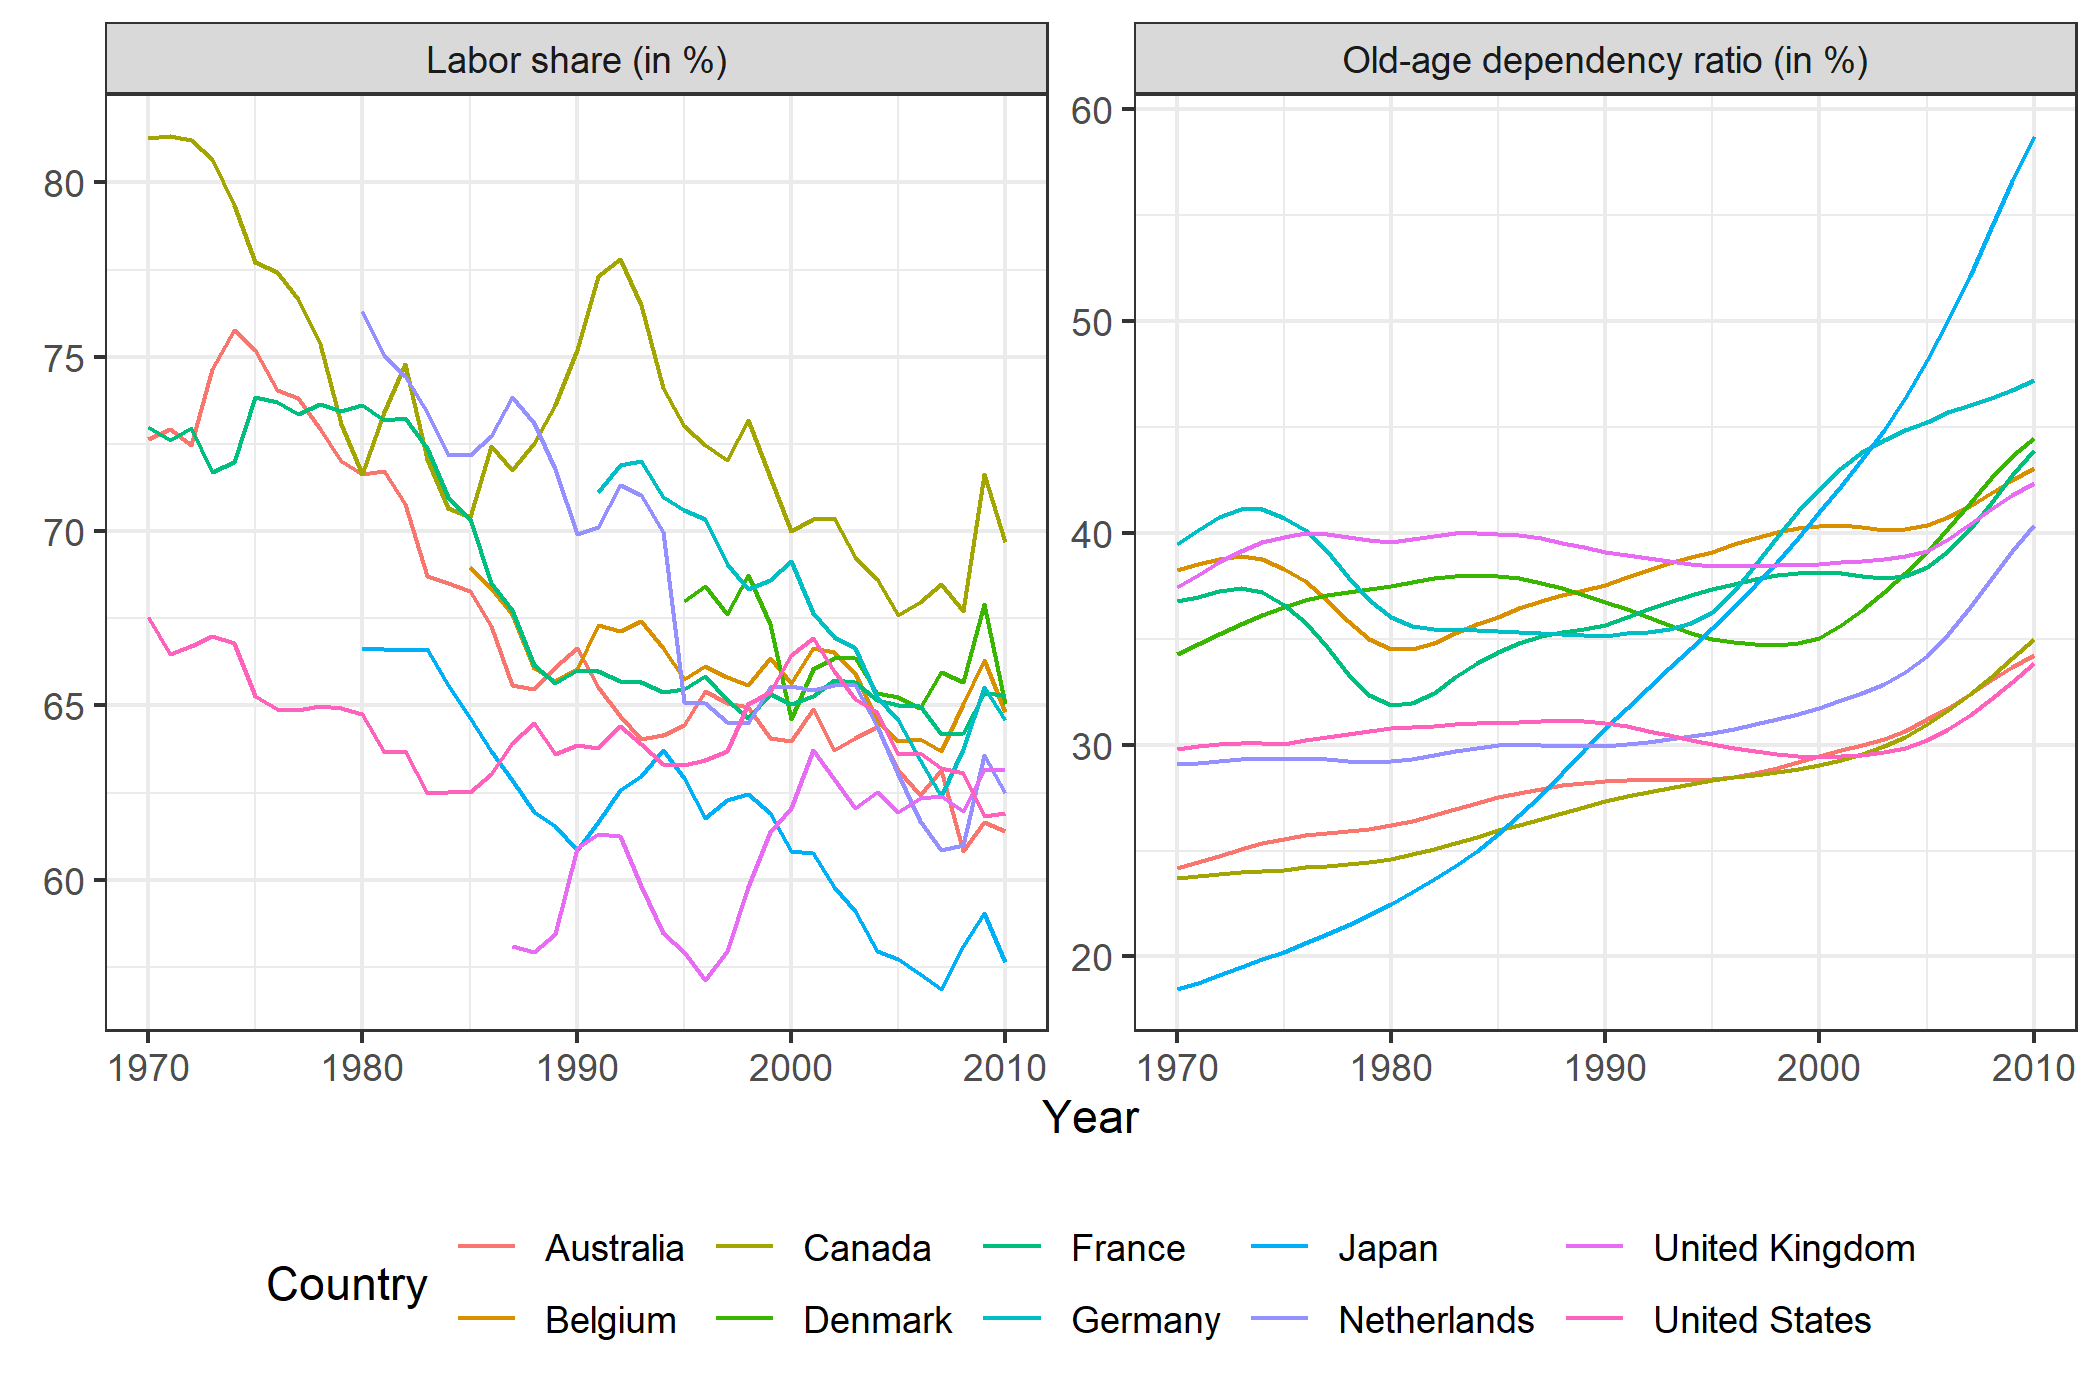 Labor share (in %)
Old-age dependency ratio (in %)
80
75
70
65
60
60
50
40
30
20
1970 1980 1990 2000 2010
1970 1980 1990 2000 2010
Year
Country
Australia Canada France Japan United Kingdom
Belgium Denmark Germany Netherlands United States